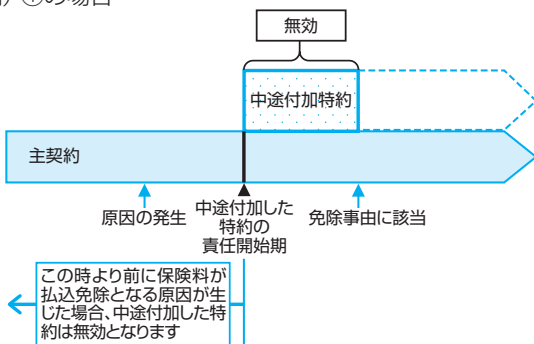 ①の場合
無効
中途付加特約
主契約
原因の発生
中途付加した
特約の
責任開始期
免除事由に該当
この時より前に保険料が
払込免除となる原因が生
じた場合、中途付加した特
約は無効となります